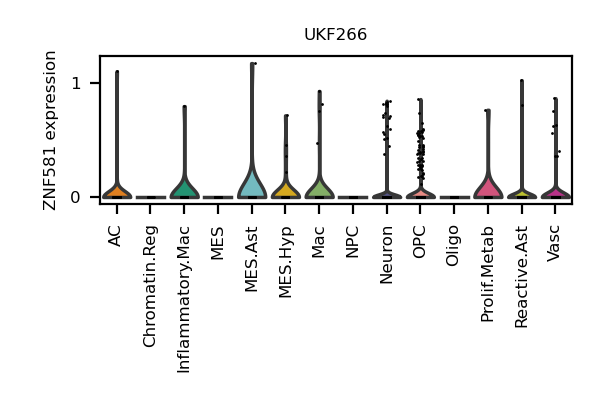 UKF266
ZNF581 expression
1
0
AC
Chromatin.Reg
Inflammatory.Mac
MES
MES.Ast
MES.Hyp
Mac
NPC
Neuron
OPC
Oligo
Prolif.Metab
Reactive.Ast
Vasc